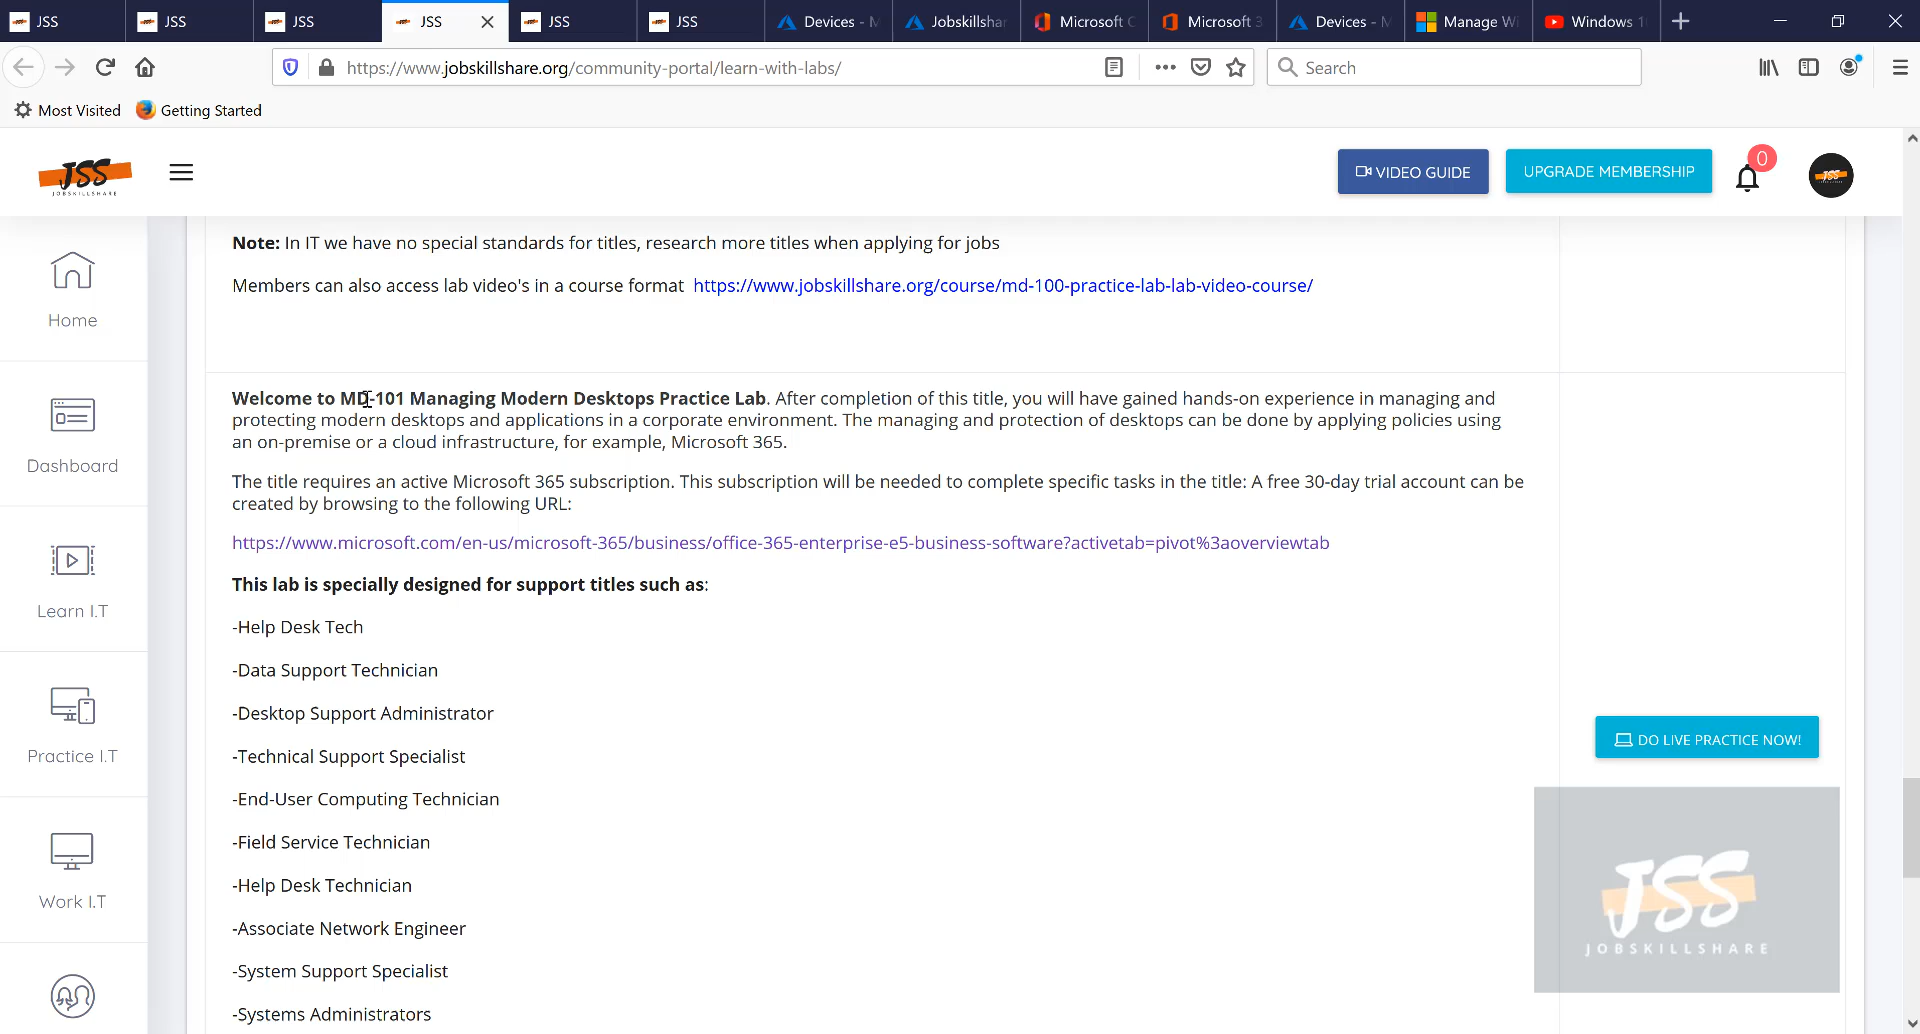 JSS
JSS
JSS
JSS
JSS
JSS
Devices - M
Jobskillshar
Microsoft C
Microsoft 3
Devices - M
Manage Wi
Windows 1
https://www.jobskillshare.org/community-portal/learn-with-labs/
Search
Most Visited
Getting Started
JSS
JOBSKILLSHARE
VIDEO GUIDE
UPGRADE MEMBERSHIP
0
Home
Dashboard
Learn I.T
Practice I.T
Work I.T
Note: In IT we have no special standards for titles, research more titles when applying for jobs
Members can also access lab video's in a course format https://www.jobskillshare.org/course/md-100-practice-lab-lab-video-course/
Welcome to MD-101 Managing Modern Desktops Practice Lab. After completion of this title, you will have gained hands-on experience in managing and
protecting modern desktops and applications in a corporate environment. The managing and protection of desktops can be done by applying policies using
an on-premise or a cloud infrastructure, for example, Microsoft 365.
The title requires an active Microsoft 365 subscription. This subscription will be needed to complete specific tasks in the title: A free 30-day trial account can be
created by browsing to the following URL:
https://www.microsoft.com/en-us/microsoft-365/business/office-365-enterprise-e5-business-software?activetab=pivot%3aoverviewtab
This lab is specially designed for support titles such as:
-Help Desk Tech
-Data Support Technician
-Desktop Support Administrator
-Technical Support Specialist
-End-User Computing Technician
-Field Service Technician
-Help Desk Technician
-Associate Network Engineer
-System Support Specialist
-Systems Administrators
DO LIVE PRACTICE NOW!
JSS
JOBSKILLSHARE